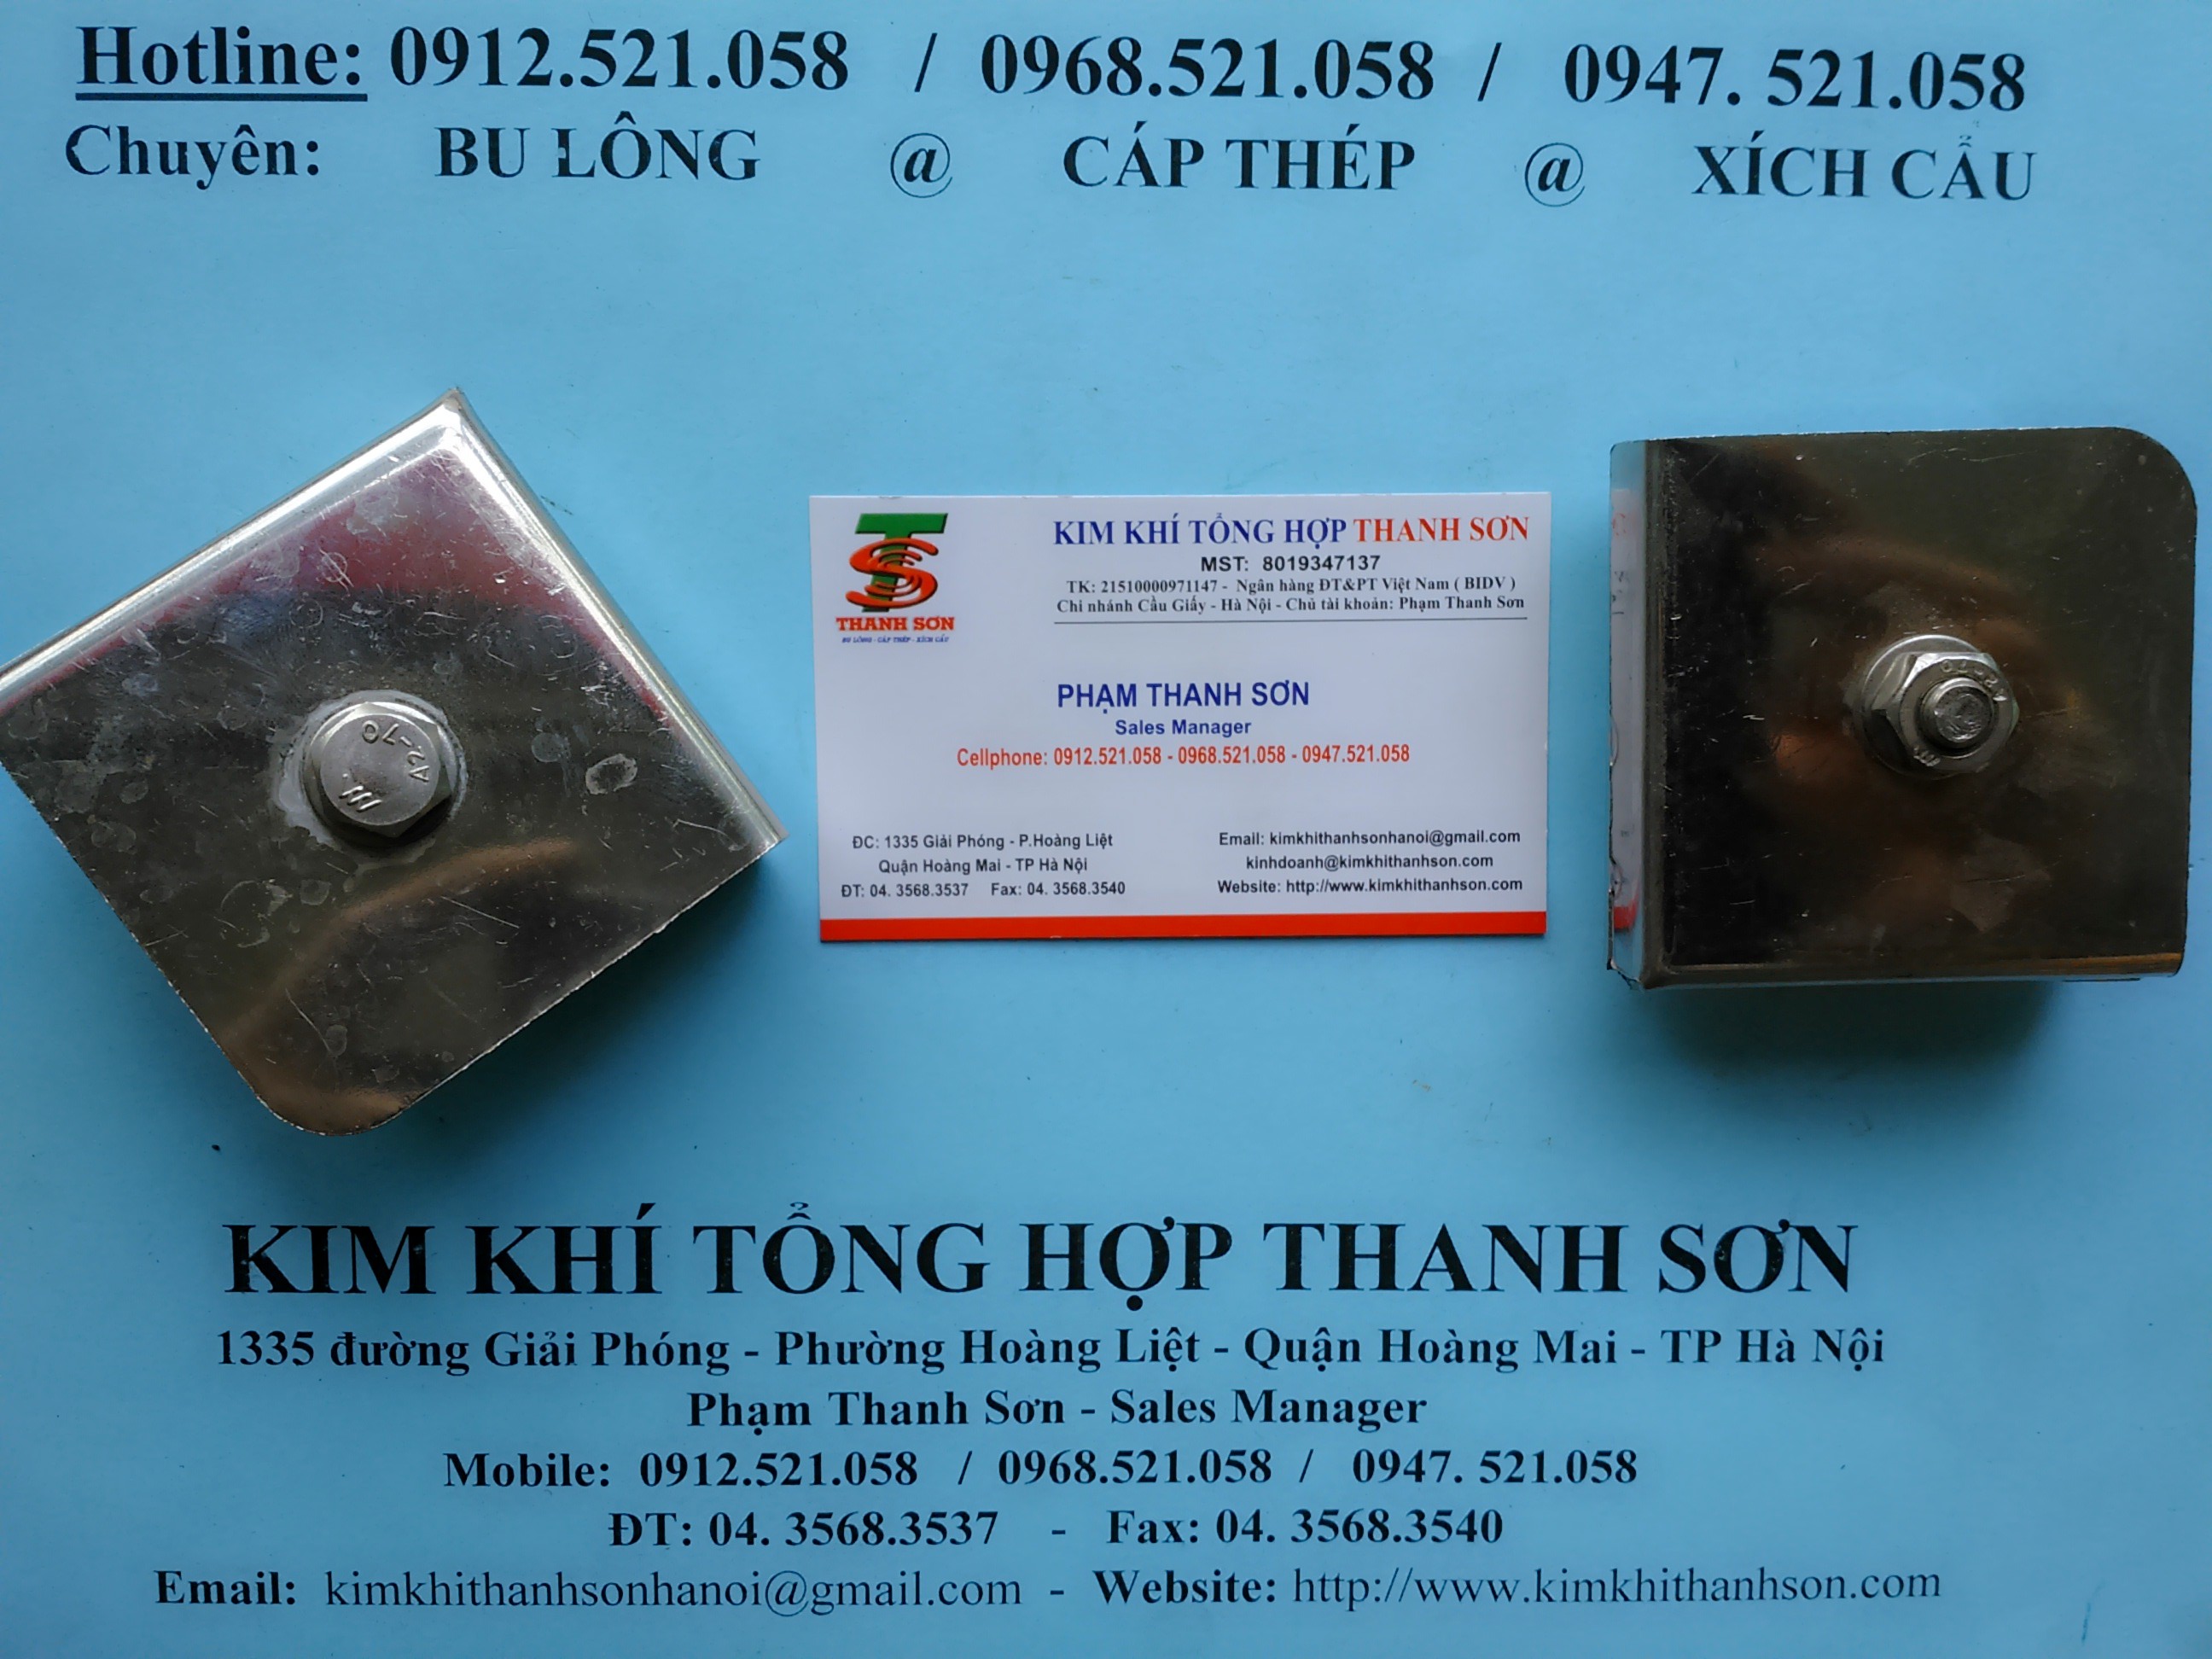 Hotline: 0912.521.058 / 0968.521.058 / 0947. 521.058
Chuyên: BU LÔNG @ CÁP THÉP @ XÍCH CẨU
A2-70
TS
THANH SƠN
BU LÔNG - CÁP THÉP - XÍCH CẨU
KIM KHÍ TỔNG HỢP THANH SƠN
MST: 8019347137
TK: 21510000971147 - Ngân hàng ĐT&PT Việt Nam ( BIDV )
Chi nhánh Cầu Giấy - Hà Nội - Chủ tài khoản: Phạm Thanh Sơn
PHẠM THANH SƠN
Sales Manager
Cellphone: 0912.521.058 - 0968.521.058 - 0947.521.058
ĐC: 1335 Giải Phóng - P.Hoàng Liệt
Quận Hoàng Mai - TP Hà Nội
ĐT: 04. 3568.3537 Fax: 04. 3568.3540
Email: kimkhithanhsonhanoi@gmail.com
kinhdoanh@kimkhithanhson.com
Website: http://www.kimkhithanhson.com
KIM KHÍ TỔNG HỢP THANH SƠN
1335 đường Giải Phóng - Phường Hoàng Liệt - Quận Hoàng Mai - TP Hà Nội
Phạm Thanh Sơn - Sales Manager
Mobile: 0912.521.058 / 0968.521.058 / 0947. 521.058
ĐT: 04. 3568.3537 - Fax: 04. 3568.3540
Email: kimkhithanhsonhanoi@gmail.com - Website: http://www.kimkhithanhson.com